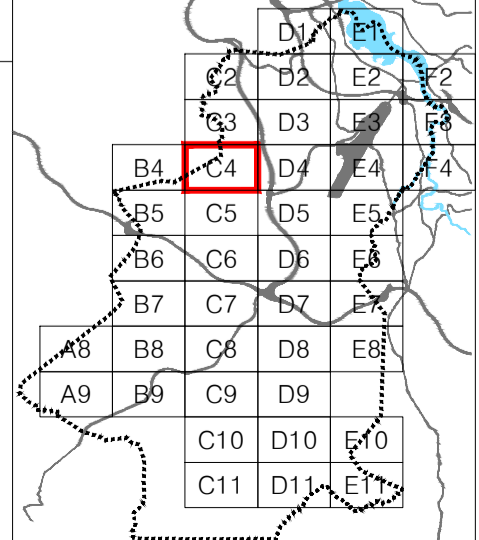 D1 E1
C2 D2 E2 F2
C3 D3 E3 F3
B4 C4 D4 E4 F4
B5 C5 D5 E5
B6 C6 D6 E6
B7 C7 D7 E7
A8 B8 C8 D8 E8
A9 B9 C9 D9
C10 D10 E10
C11 D11 E11